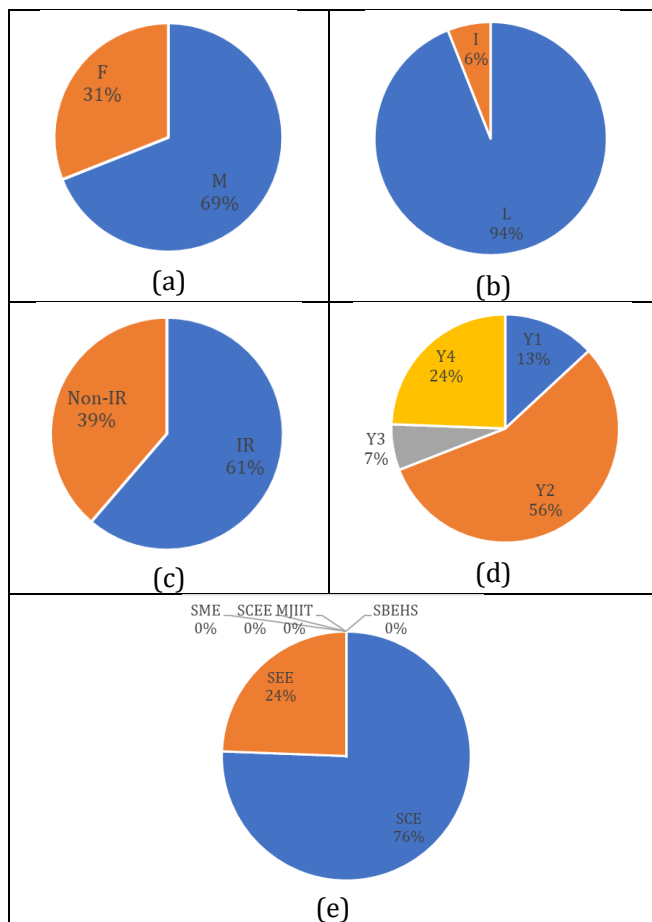 F
31%
M
69%
(a)
I
6%
L
94%
(b)
Non-IR
39%
IR
61%
(c)
Y1
13%
Y4
24%
Y3
7%
Y2
56%
(d)
SME SCEE MJIIT SBEHS
0% 0% 0% 0%
SEE
24%
SCE
76%
(e)